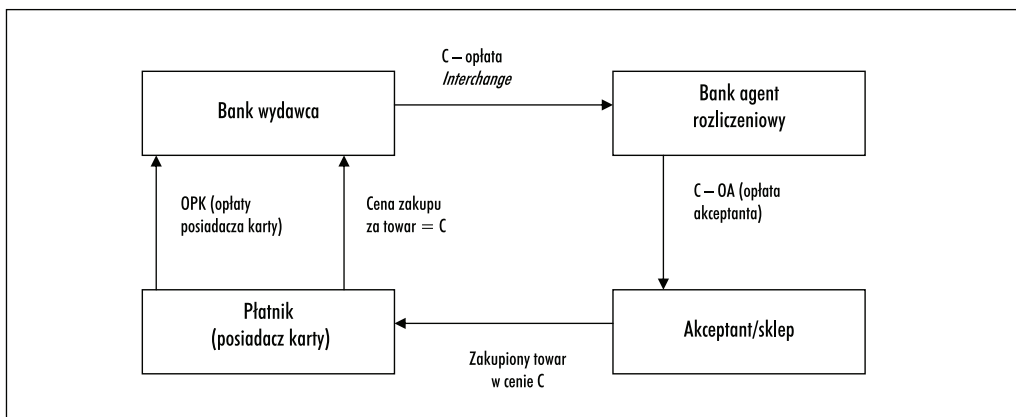 C – opłata
Interchange
Bank wydawca
Bank agent
rozliczeniowy
OPK (opłaty
posiadacza karty)
Cena zakupu
za towar = C
C – OA (opłata
akceptanta)
Płatnik
(posiadacz karty)
Akceptant/sklep
Zakupiony towar
w cenie C